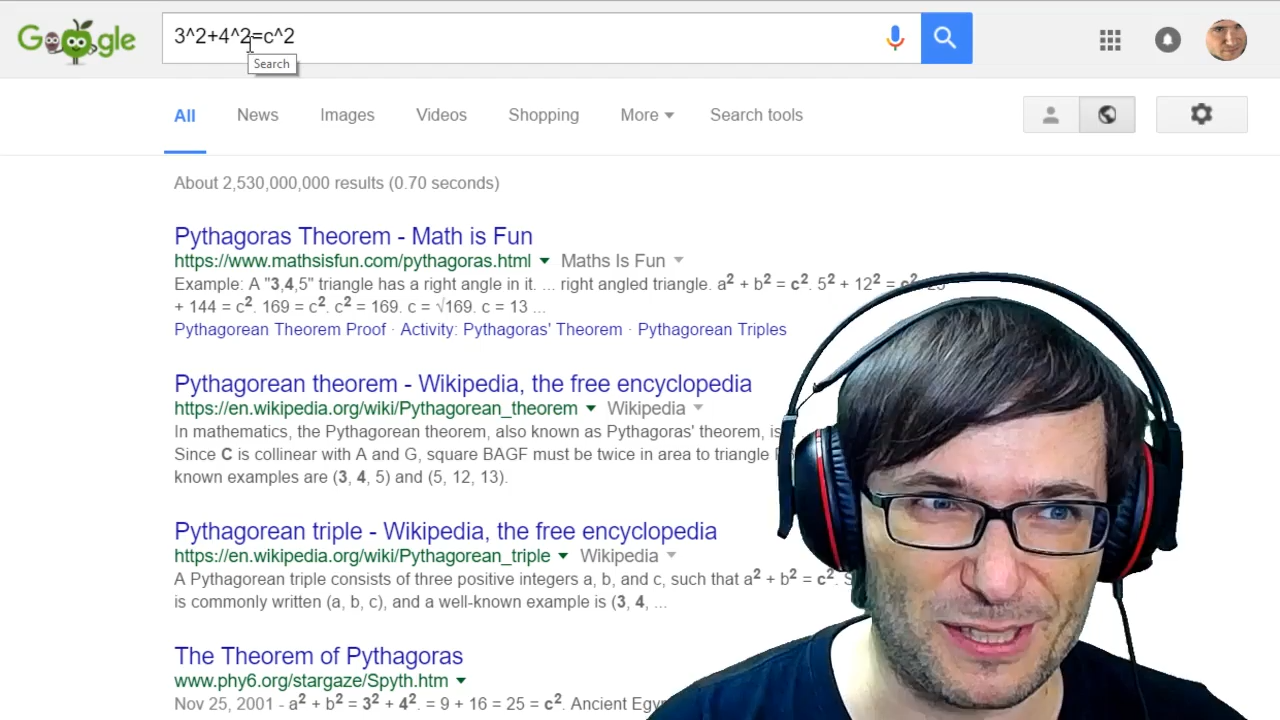 Google
3^2+4^2=c^2
Search
All News Images Videos Shopping More Search tools
About 2,530,000,000 results (0.70 seconds)
Pythagoras Theorem - Math is Fun
https://www.mathsisfun.com/pythagoras.html Maths Is Fun
Example: A "3,4,5" triangle has a right angle in it. ... right angled triangle. a² + b² = c². 5² + 12² = c². 25
+ 144 = c². 169 = c². c² = 169. c = √169. c = 13 ...
Pythagorean Theorem Proof · Activity: Pythagoras' Theorem · Pythagorean Triples
Pythagorean theorem - Wikipedia, the free encyclopedia
https://en.wikipedia.org/wiki/Pythagorean_theorem Wikipedia
In mathematics, the Pythagorean theorem, also known as Pythagoras' theorem, is
Since C is collinear with A and G, square BAGF must be twice in area to triangle
known examples are (3, 4, 5) and (5, 12, 13).
Pythagorean triple - Wikipedia, the free encyclopedia
https://en.wikipedia.org/wiki/Pythagorean_triple Wikipedia
A Pythagorean triple consists of three positive integers a, b, and c, such that a² + b² = c².
is commonly written (a, b, c), and a well-known example is (3, 4, ...
The Theorem of Pythagoras
www.phy6.org/stargaze/Spyth.htm
Nov 25, 2001 - a² + b² = 3² + 4². = 9 + 16 = 25 = c². Ancient